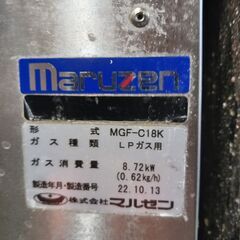 maruzen
形式 MGF-C18K
ガス種類 LPガス用
ガス消費量 8.72kW
(0.62kg/h)
製造年月・製造番号 22.10.13
株式会社マルゼン